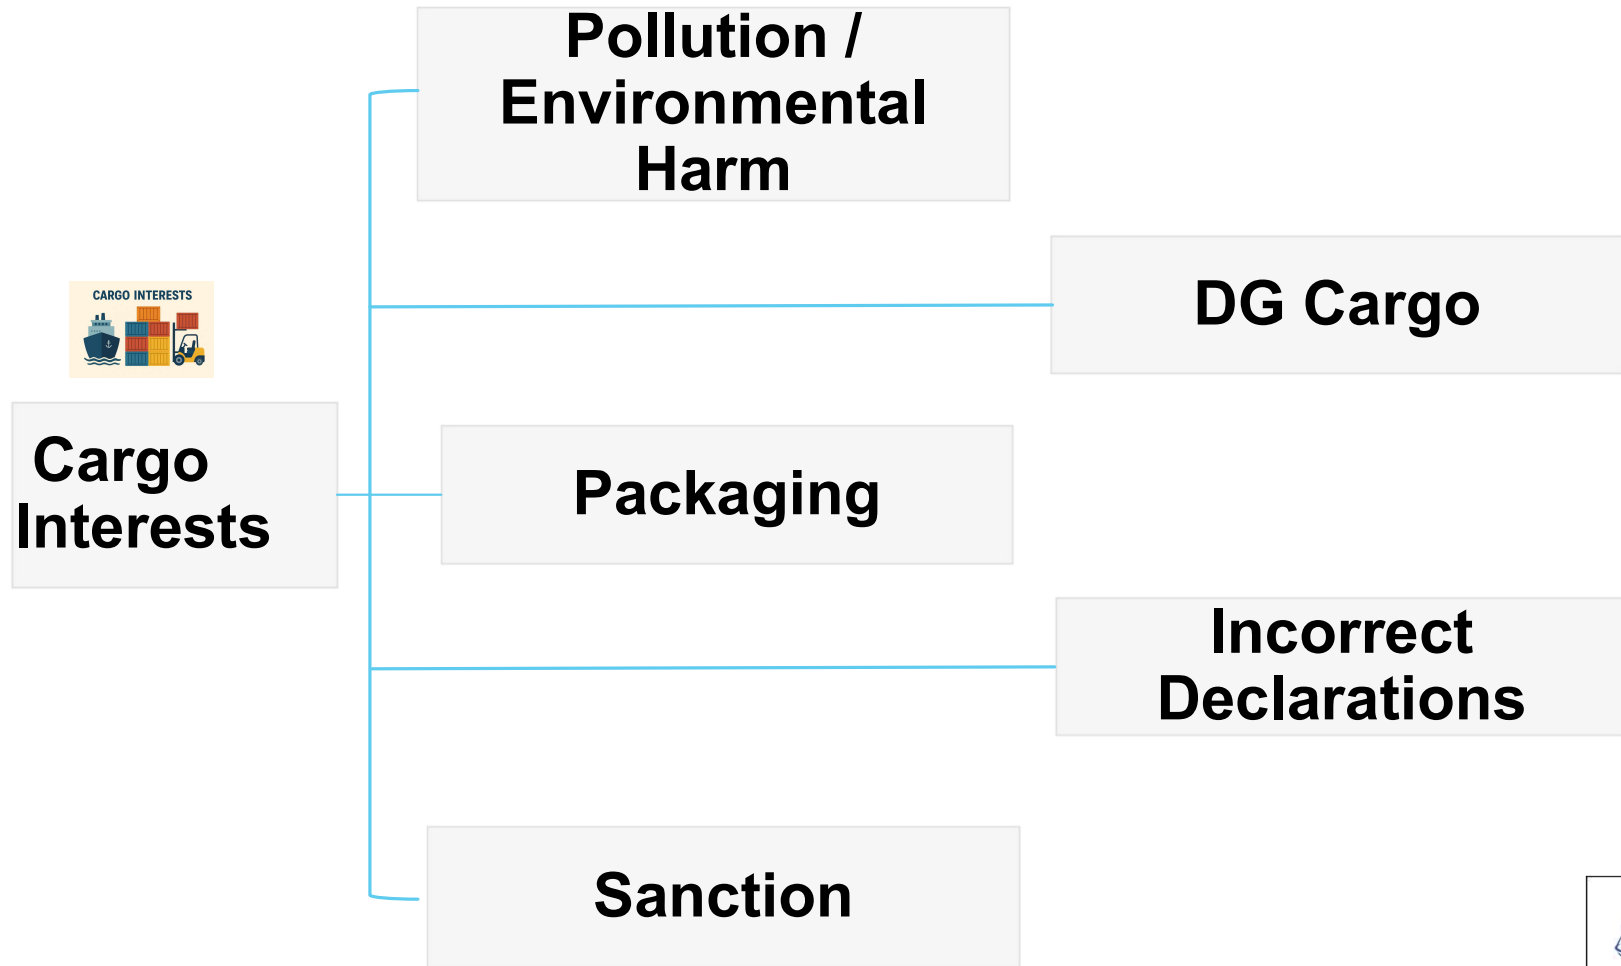 Pollution /
Environmental
Harm
DG Cargo
CARGO INTERESTS
Cargo
Interests
Packaging
Incorrect
Declarations
Sanction